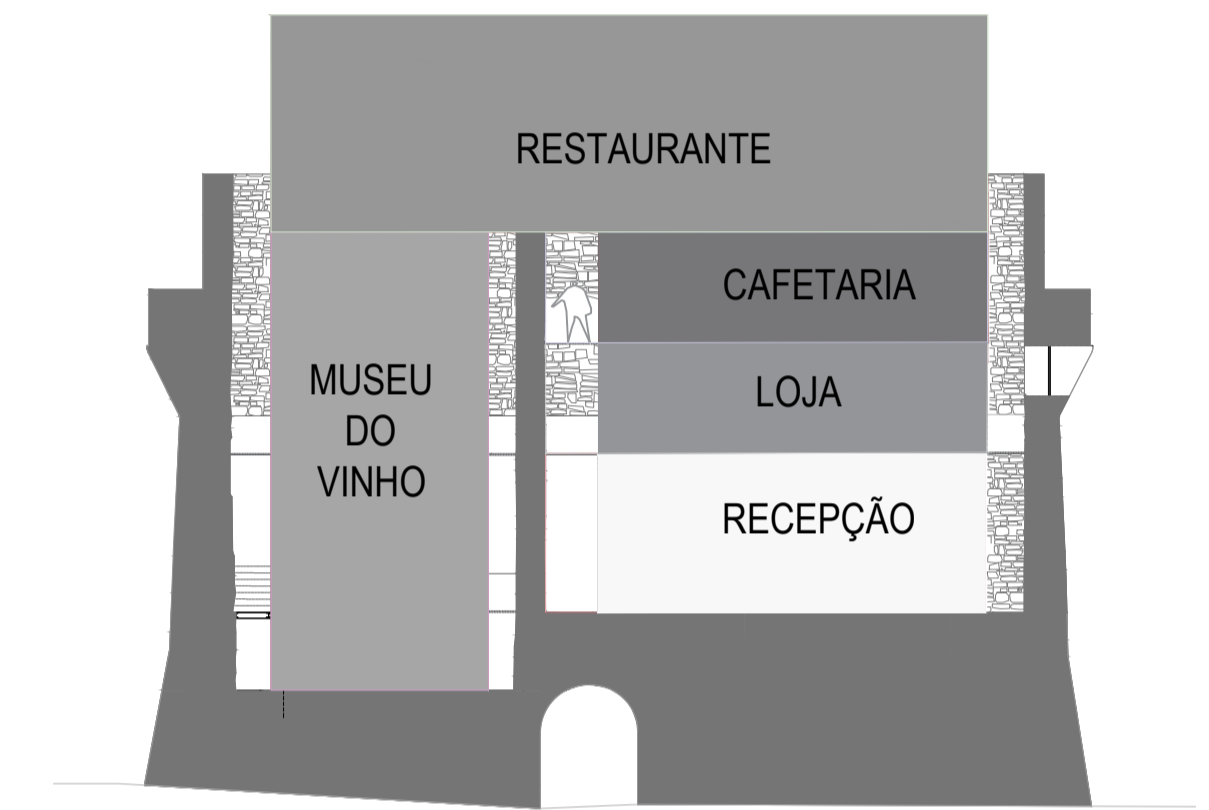 RESTAURANTE
CAFETARIA
MUSEU
DO
VINHO
LOJA
RECEPÇÃO